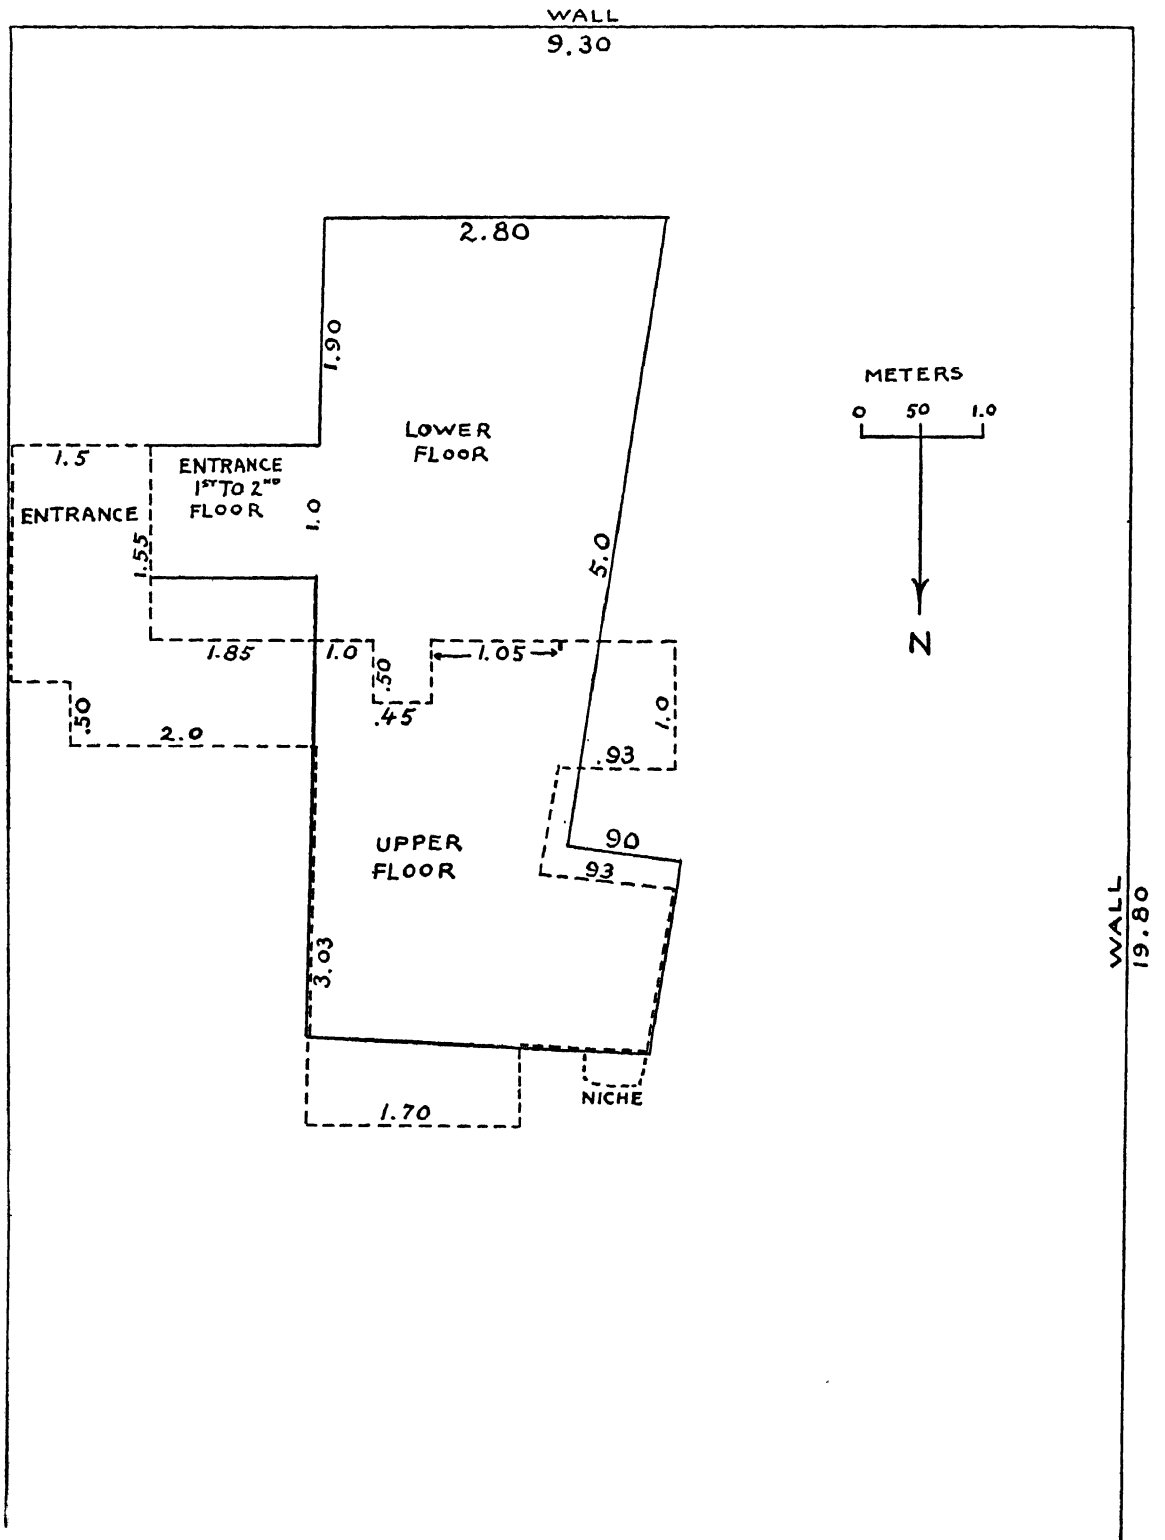 WALL
9.30
2.80
1.90
METERS
0 50 1.0
LOWER
FLOOR
1.5
ENTRANCE
1ST TO 2ND
FLOOR
ENTRANCE
1.0
1.55
5.0
N
1.85
1.0
.50
1.05
.45
1.0
.50
2.0
.93
UPPER
FLOOR
90
93
WALL
19.80
3.03
NICHE
1.70